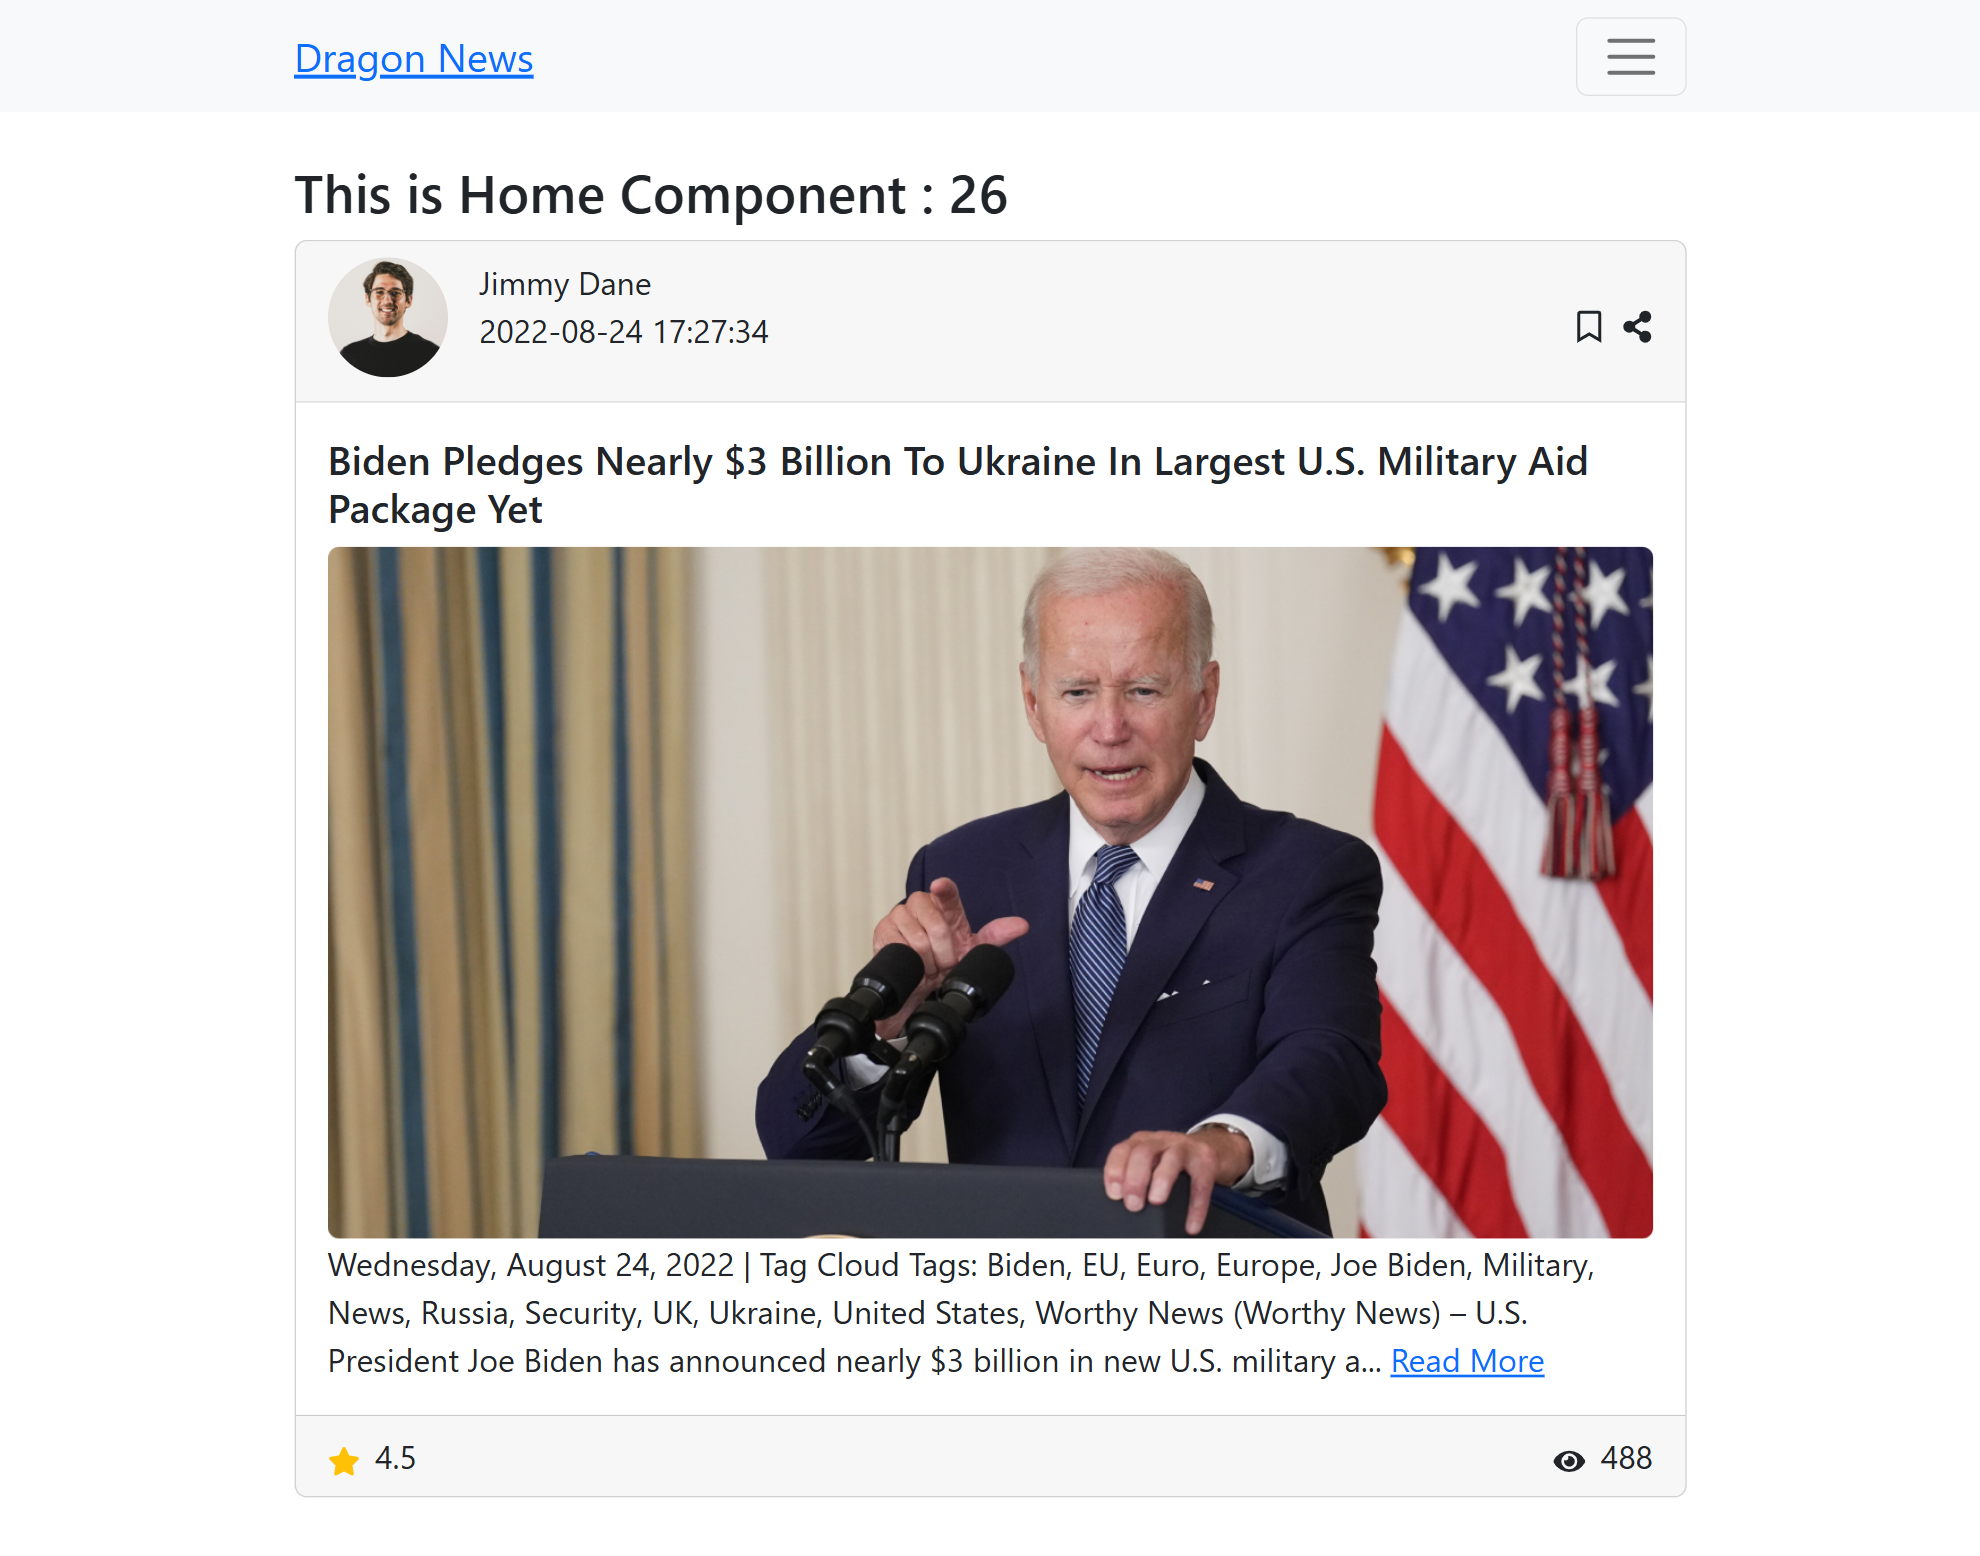 Dragon News
This is Home Component : 26
Jimmy Dane
2022-08-24 17:27:34
Biden Pledges Nearly $3 Billion To Ukraine In Largest U.S. Military Aid
Package Yet
Wednesday, August 24, 2022 | Tag Cloud Tags: Biden, EU, Euro, Europe, Joe Biden, Military,
News, Russia, Security, UK, Ukraine, United States, Worthy News (Worthy News) – U.S.
President Joe Biden has announced nearly $3 billion in new U.S. military a... Read More
4.5
488